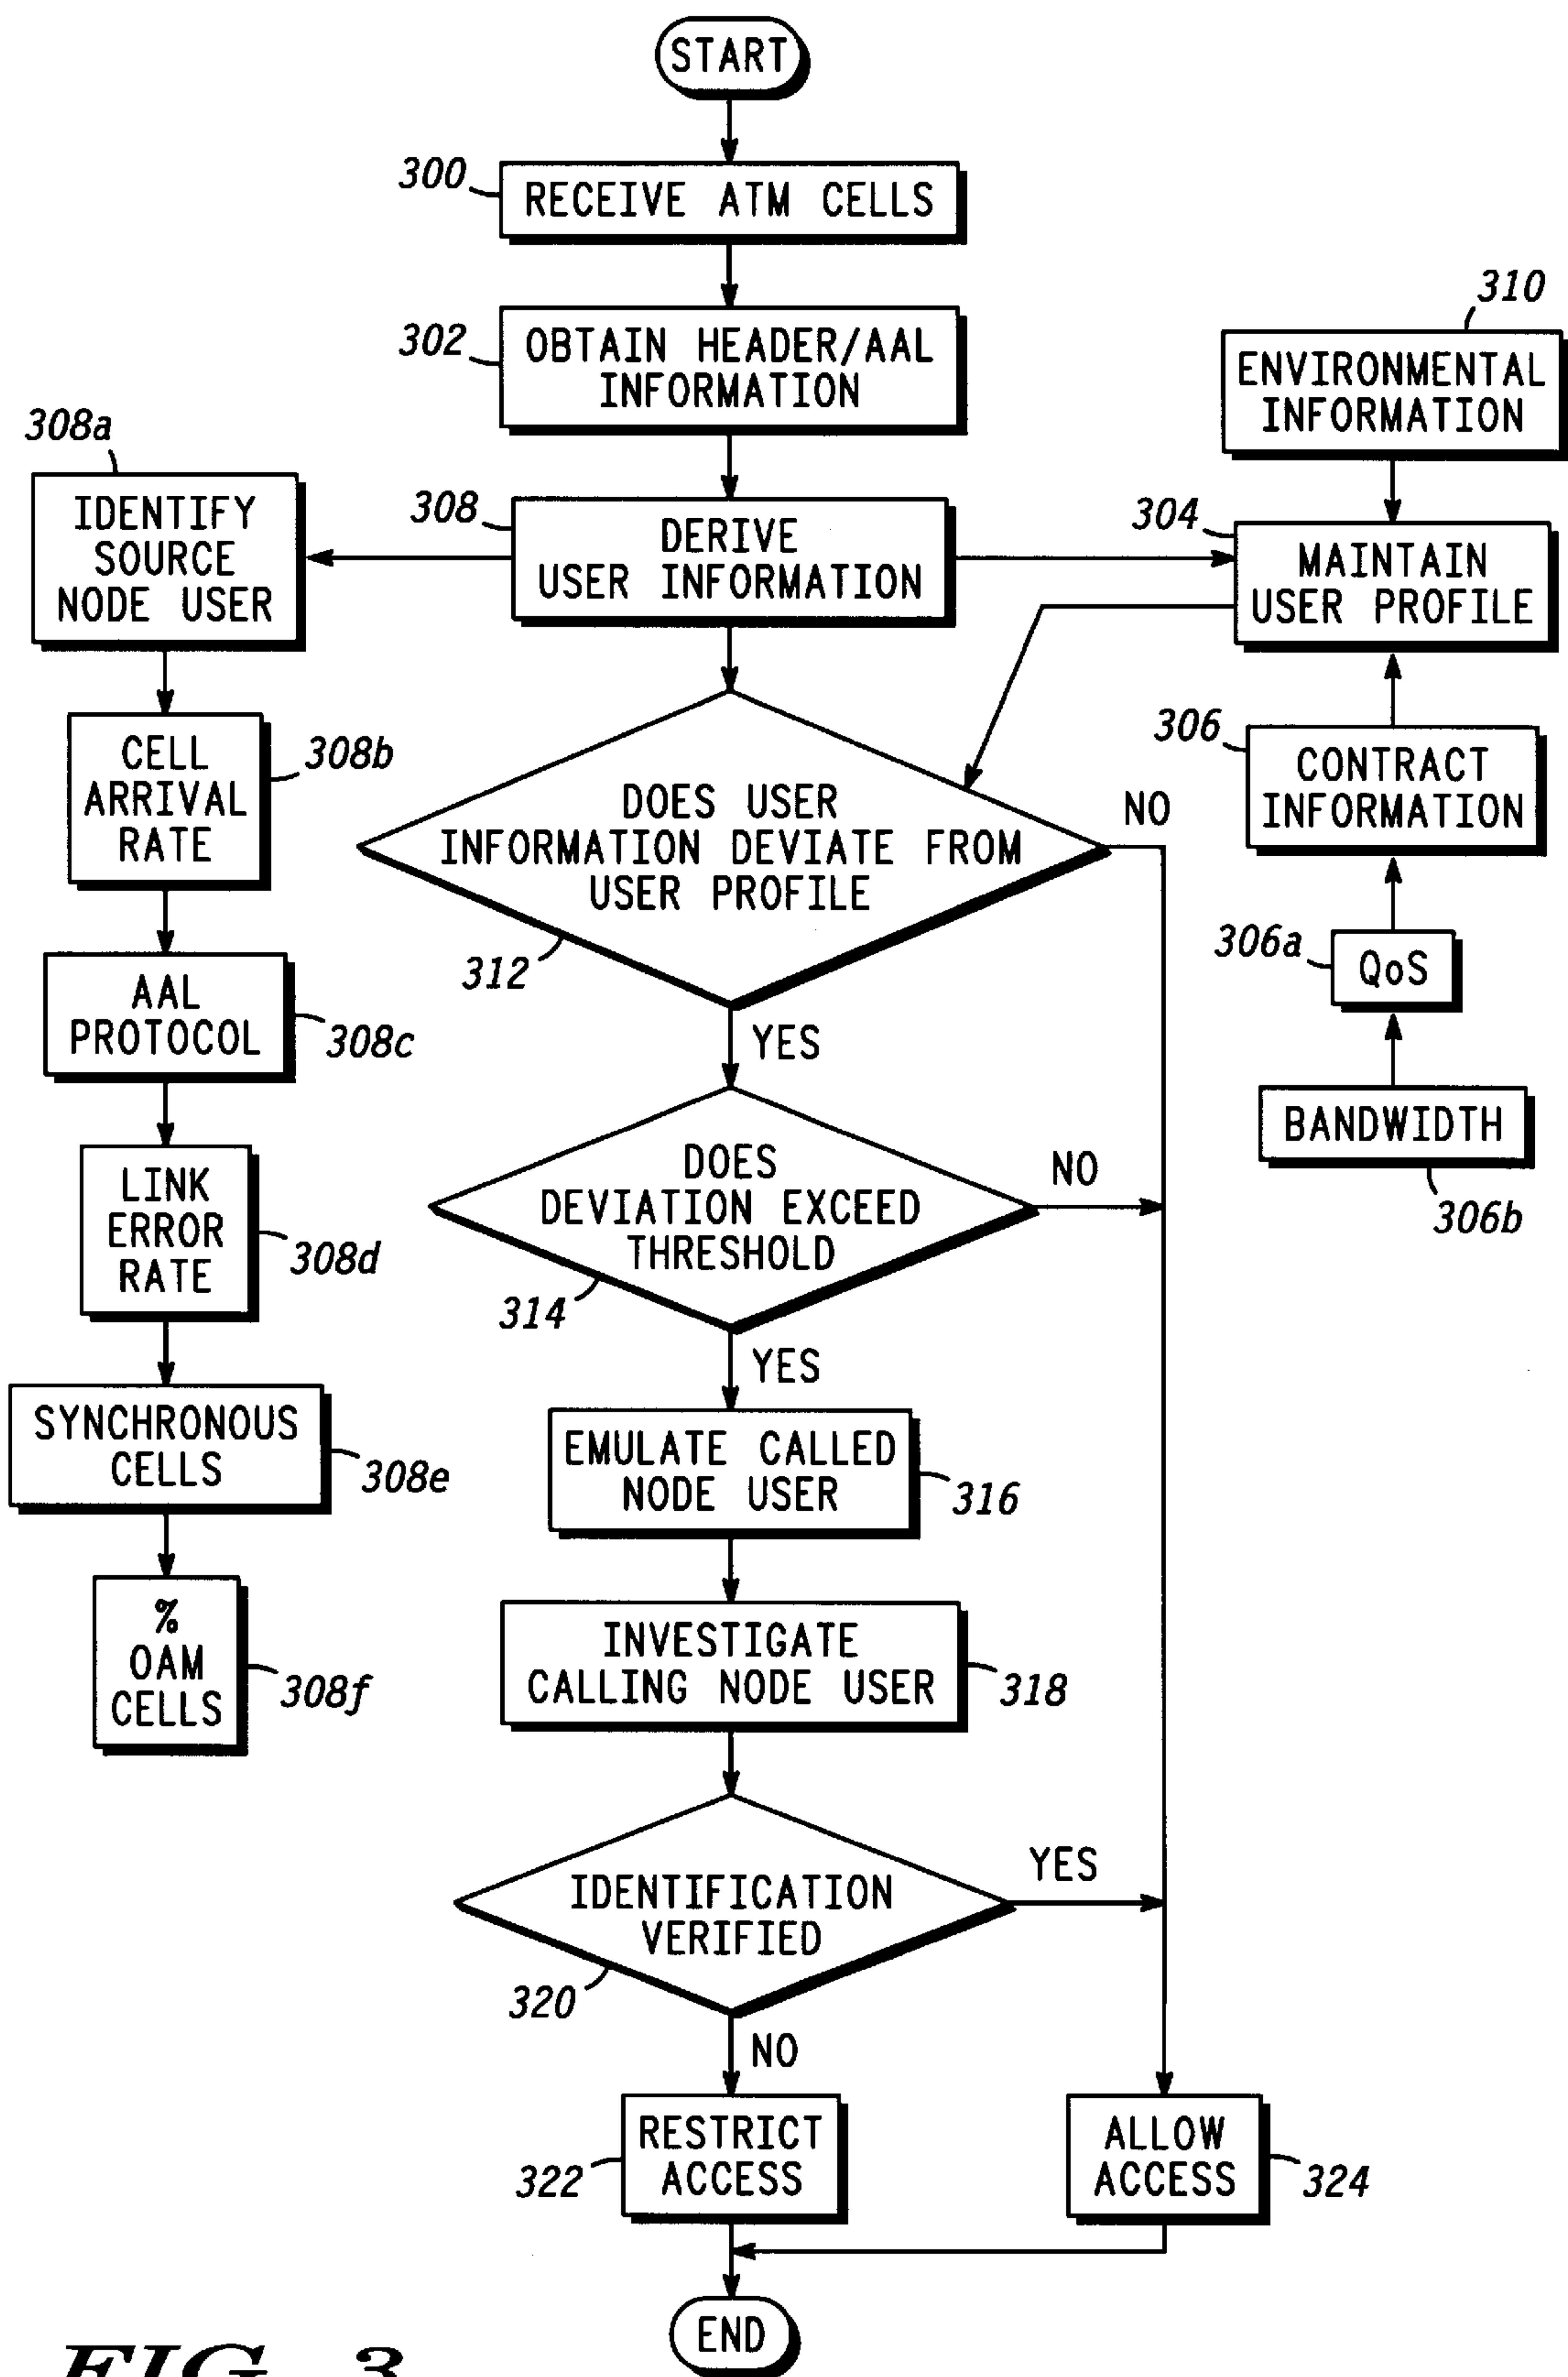 START
300
RECEIVE ATM CELLS
302
OBTAIN HEADER/AAL
INFORMATION
310
ENVIRONMENTAL
INFORMATION
308a
IDENTIFY
SOURCE
NODE USER
308
DERIVE
USER INFORMATION
304
MAINTAIN
USER PROFILE
CELL
ARRIVAL
RATE
308b
DOES USER
INFORMATION DEVIATE FROM
USER PROFILE
312
NO
YES
306
CONTRACT
INFORMATION
306a
QoS
BANDWIDTH
306b
AAL
PROTOCOL
308c
LINK
ERROR
RATE
308d
DOES
DEVIATION EXCEED
THRESHOLD
314
NO
YES
SYNCHRONOUS
CELLS
308e
EMULATE CALLED
NODE USER
316
%
OAM
CELLS
308f
INVESTIGATE
CALLING NODE USER
318
IDENTIFICATION
VERIFIED
320
YES
NO
RESTRICT
ACCESS
322
ALLOW
ACCESS
324
END
FIG. 3